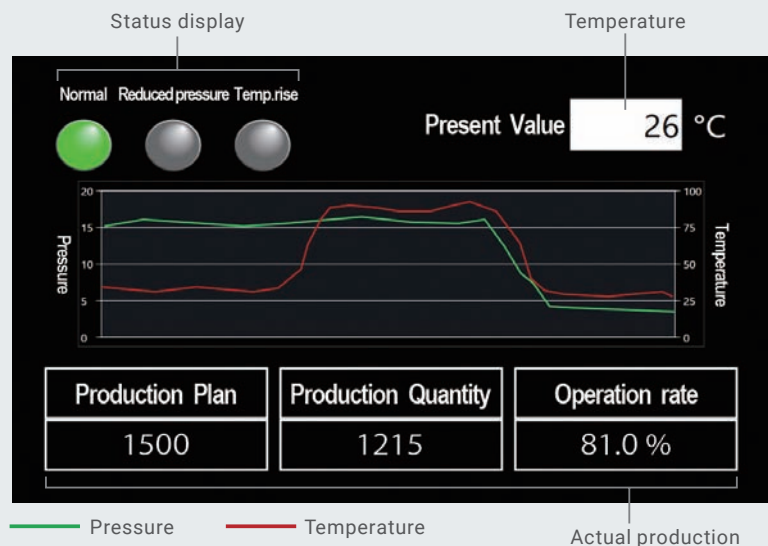 Status display
Temperature
Normal Reduced pressure Temp.rise
Present Value 26 °C
20
15
10
5
0
Pressure
100
75
50
25
0
Temperature
Production Plan
1500
Production Quantity
1215
Operation rate
81.0 %
Pressure
Temperature
Actual production